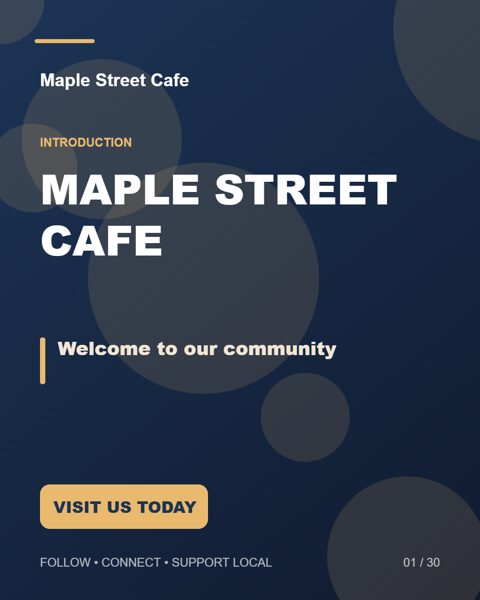 Maple Street Cafe
INTRODUCTION
MAPLE STREET
CAFE
Welcome to our community
VISIT US TODAY
FOLLOW • CONNECT • SUPPORT LOCAL
01 / 30